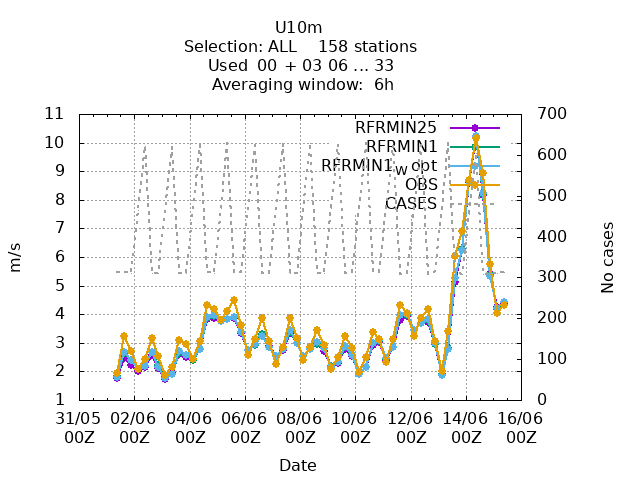 U10m
Selection: ALL 158 stations
Used 00 + 03 06 ... 33
Averaging window: 6h
11 700
10 600
9 500
8 400
7 300
6 200
5 100
4 0
3
2
1
RFRMIN25
RFRMIN1
RFRMIN1w opt
OBS
CASES
m/s
No cases
31/05 02/06 04/06 06/06 08/06 10/06 12/06 14/06 16/06
00Z 00Z 00Z 00Z 00Z 00Z 00Z 00Z 00Z
Date